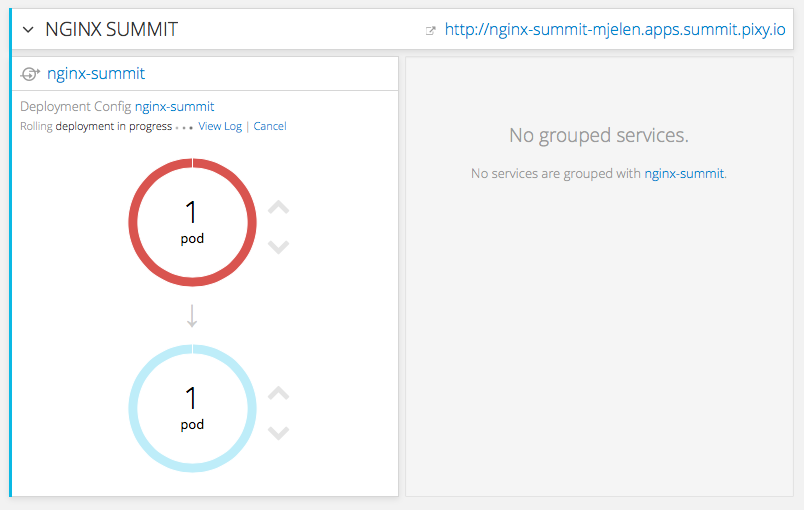 NGINX SUMMIT
http://nginx-summit-mjelen.apps.summit.pixy.io
nginx-summit
Deployment Config nginx-summit
Rolling deployment in progress • • • View Log | Cancel
1
pod
1
pod
No grouped services.
No services are grouped with nginx-summit.